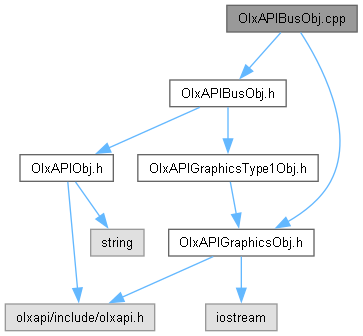 OlxAPIBusObj.cpp
OlxAPIBusObj.h
OlxAPIObj.h
OlxAPIGraphicsType1Obj.h
string
OlxAPIGraphicsObj.h
olxapi/include/olxapi.h
iostream